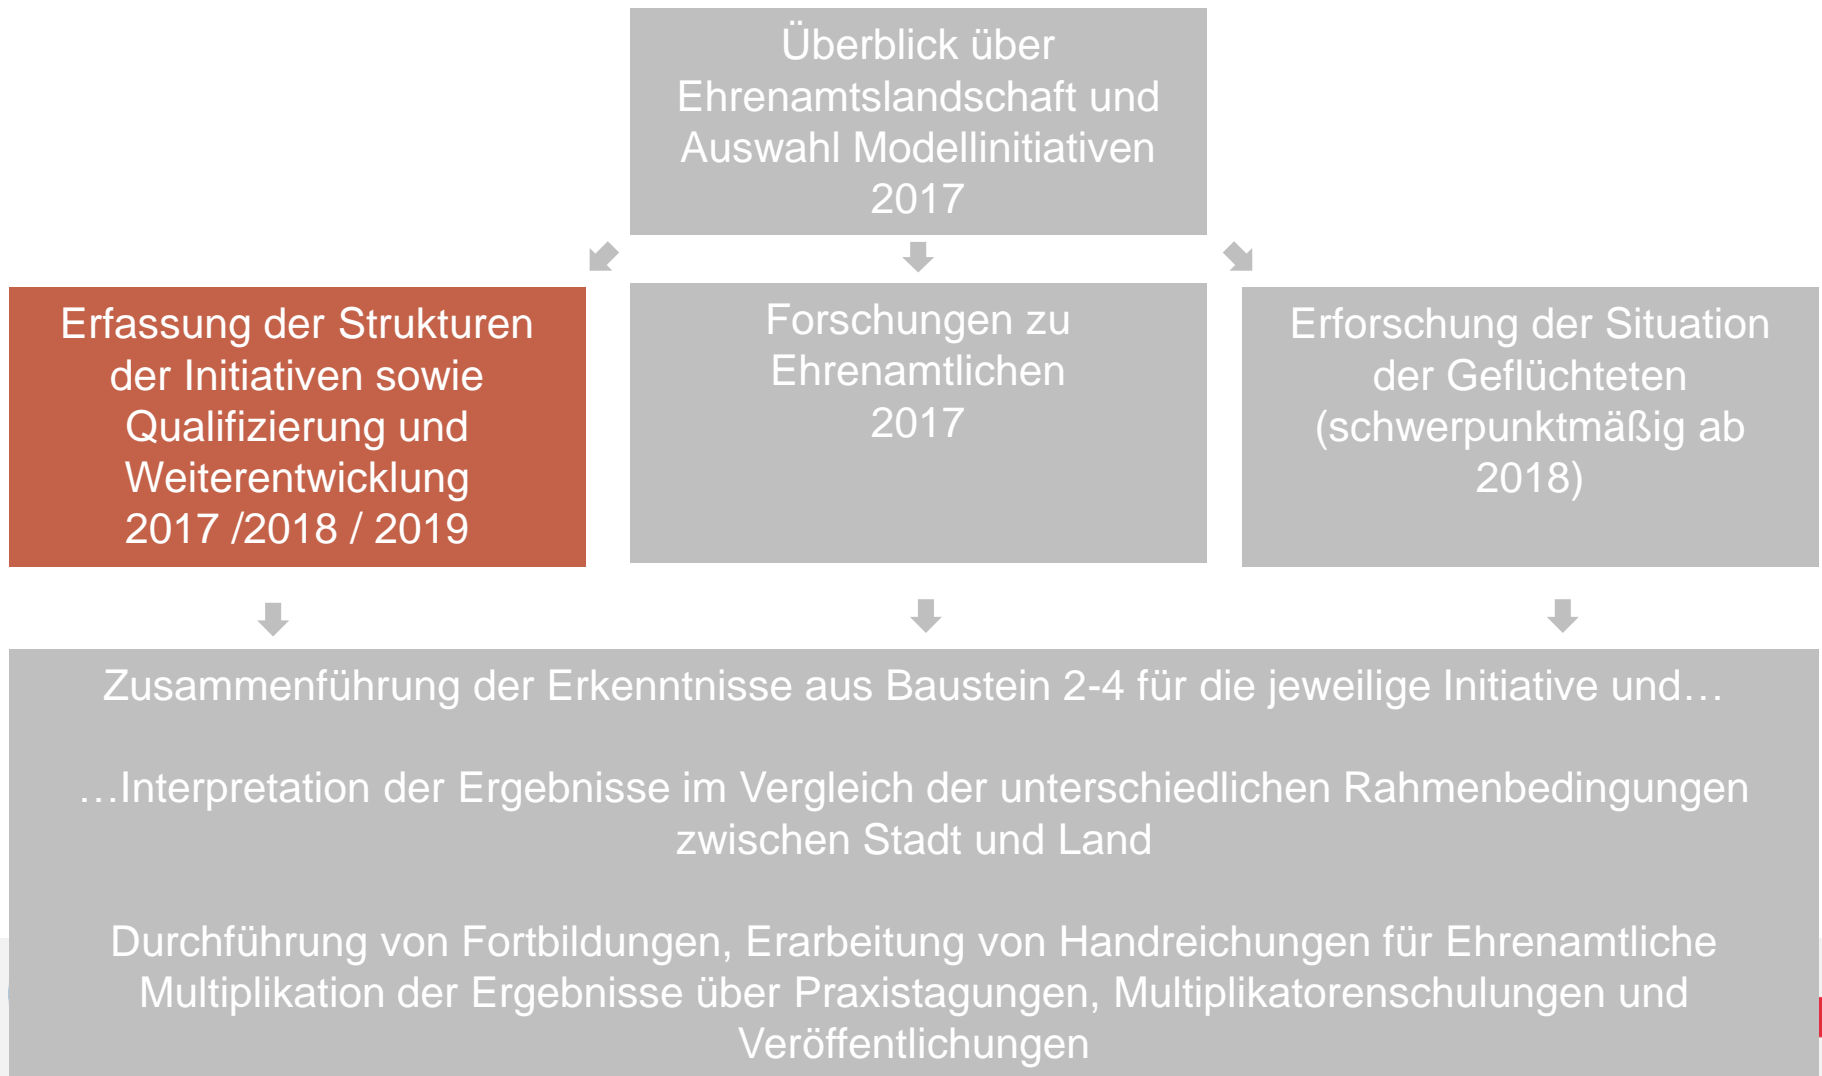 Überblick über
Ehrenamtslandschaft und
Auswahl Modellinitiativen
2017
Erfassung der Strukturen
der Initiativen sowie
Qualifizierung und
Weiterentwicklung
2017 /2018 / 2019
Forschungen zu
Ehrenamtlichen
2017
Erforschung der Situation
der Geflüchteten
(schwerpunktmäßig ab
2018)
Zusammenführung der Erkenntnisse aus Baustein 2-4 für die jeweilige Initiative und…
…Interpretation der Ergebnisse im Vergleich der unterschiedlichen Rahmenbedingungen
zwischen Stadt und Land
Durchführung von Fortbildungen, Erarbeitung von Handreichungen für Ehrenamtliche
Multiplikation der Ergebnisse über Praxistagungen, Multiplikatorenschulungen und
Veröffentlichungen